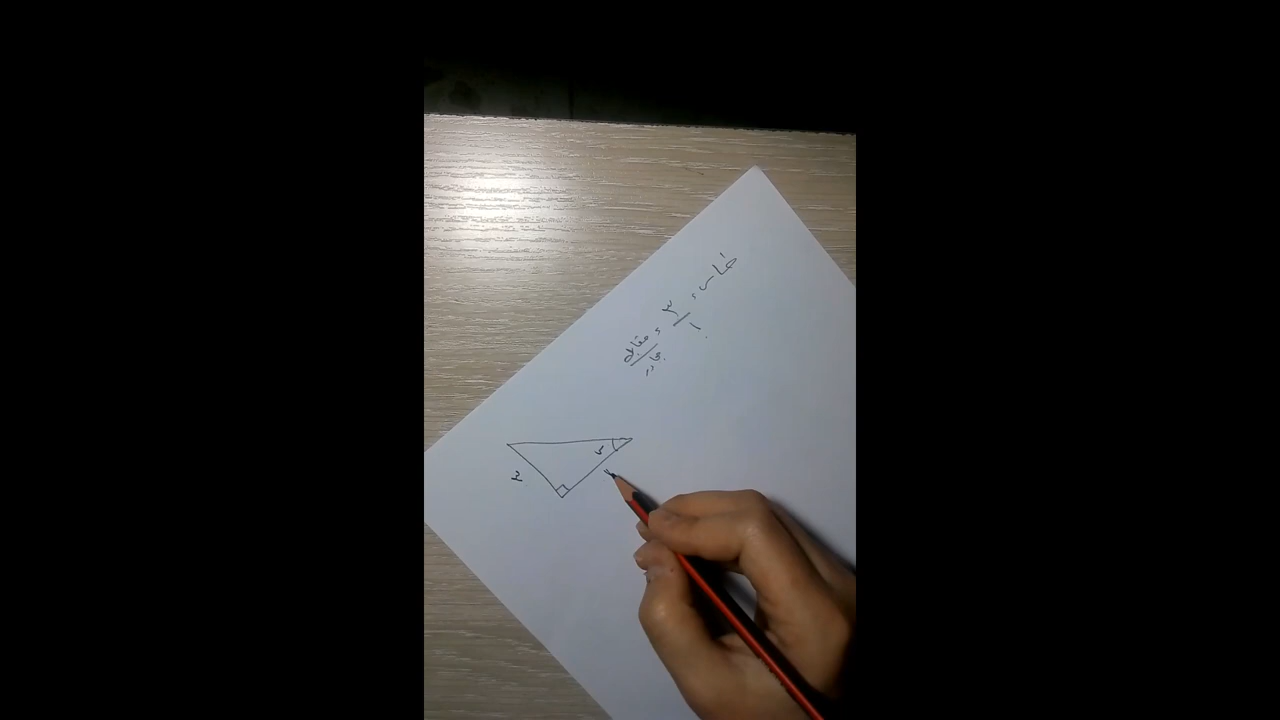 ظا س = ٣/١ = مقابل/مجاور
س
٣